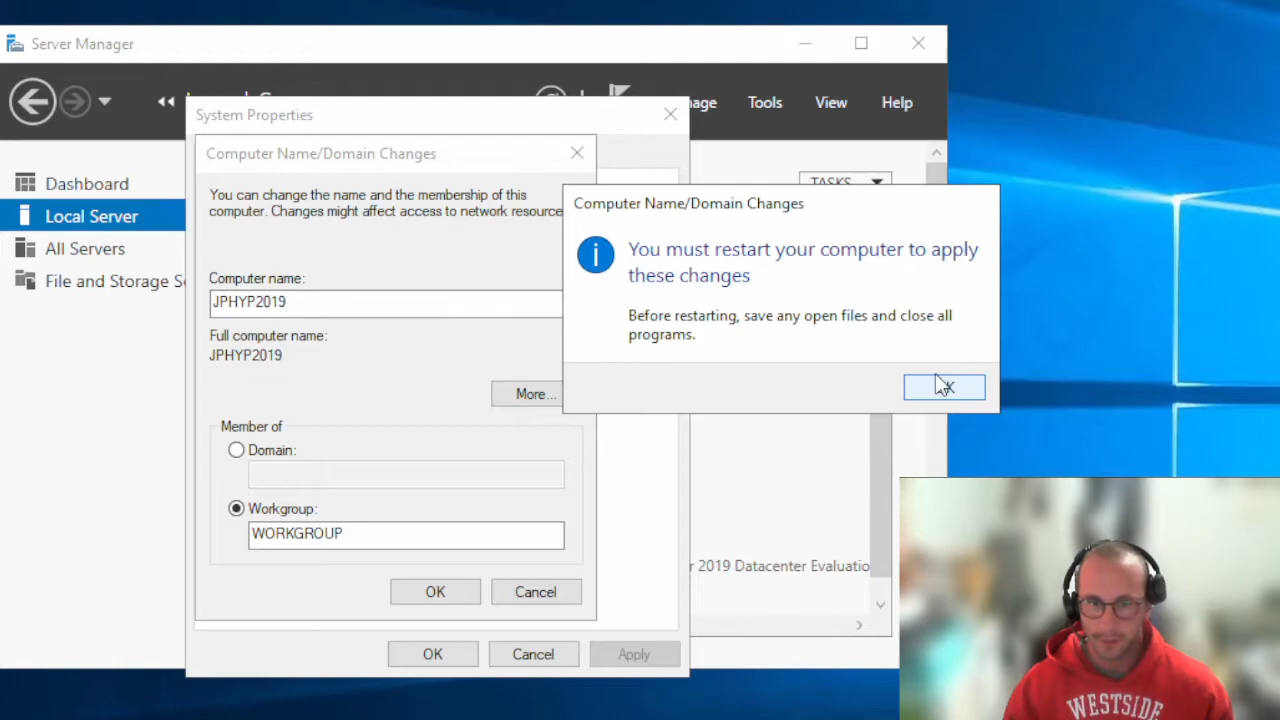 Server Manager
Manage Tools View Help
System Properties
Computer Name/Domain Changes
Dashboard
Local Server
All Servers
File and Storage S
You can change the name and the membership of this
computer. Changes might affect access to network resource
Computer name:
JPHYP2019
Full computer name:
JPHYP2019
More...
Member of
Domain:
Workgroup:
WORKGROUP
OK Cancel
OK Cancel Apply
TASKS
Computer Name/Domain Changes
You must restart your computer to apply
these changes
Before restarting, save any open files and close all
programs.
OK
r 2019 Datacenter Evaluatio
WESTSIDE